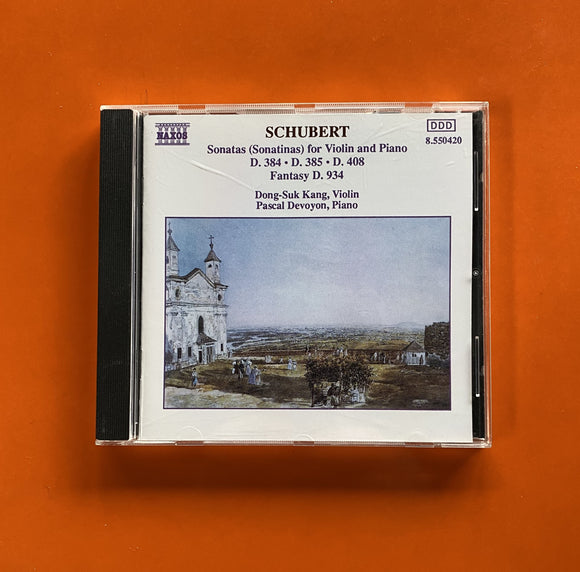 NAXOS
SCHUBERT
DDD
8.550420
Sonatas (Sonatinas) for Violin and Piano
D. 384 • D. 385 • D. 408
Fantasy D. 934
Dong-Suk Kang, Violin
Pascal Devoyon, Piano